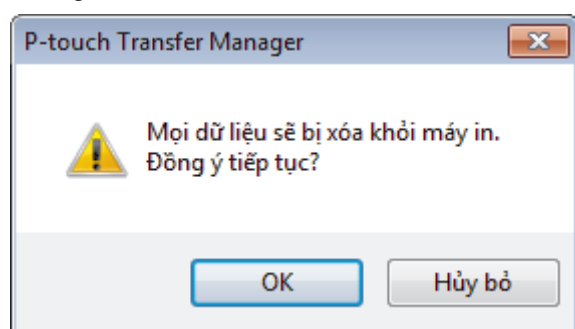 P-touch Transfer Manager
Mọi dữ liệu sẽ bị xóa khỏi máy in.
Đồng ý tiếp tục?
OK
Hủy bỏ